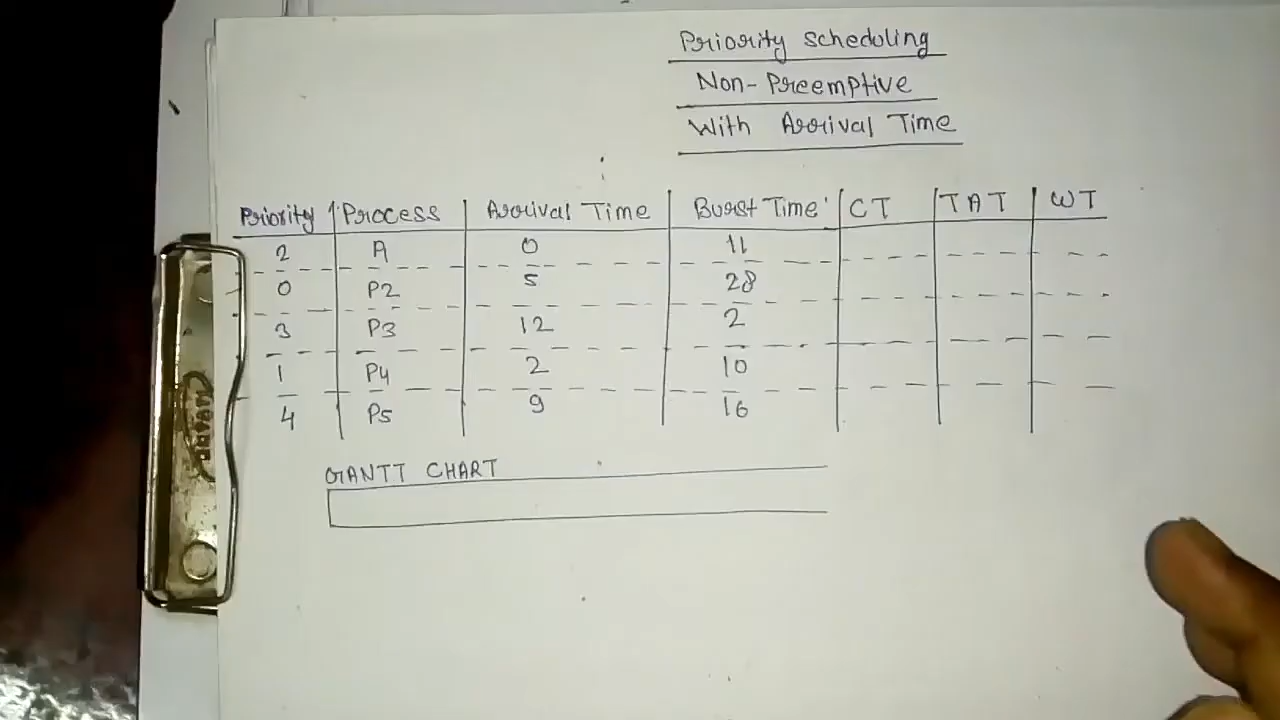 Priority Scheduling
Non-Preemptive
With Arrival Time
Priority Process Arrival Time Burst Time CT TAT WT
2 A 0 11
0 P2 5 28
3 P3 12 2
1 P4 2 10
4 P5 9 16
GANTT CHART